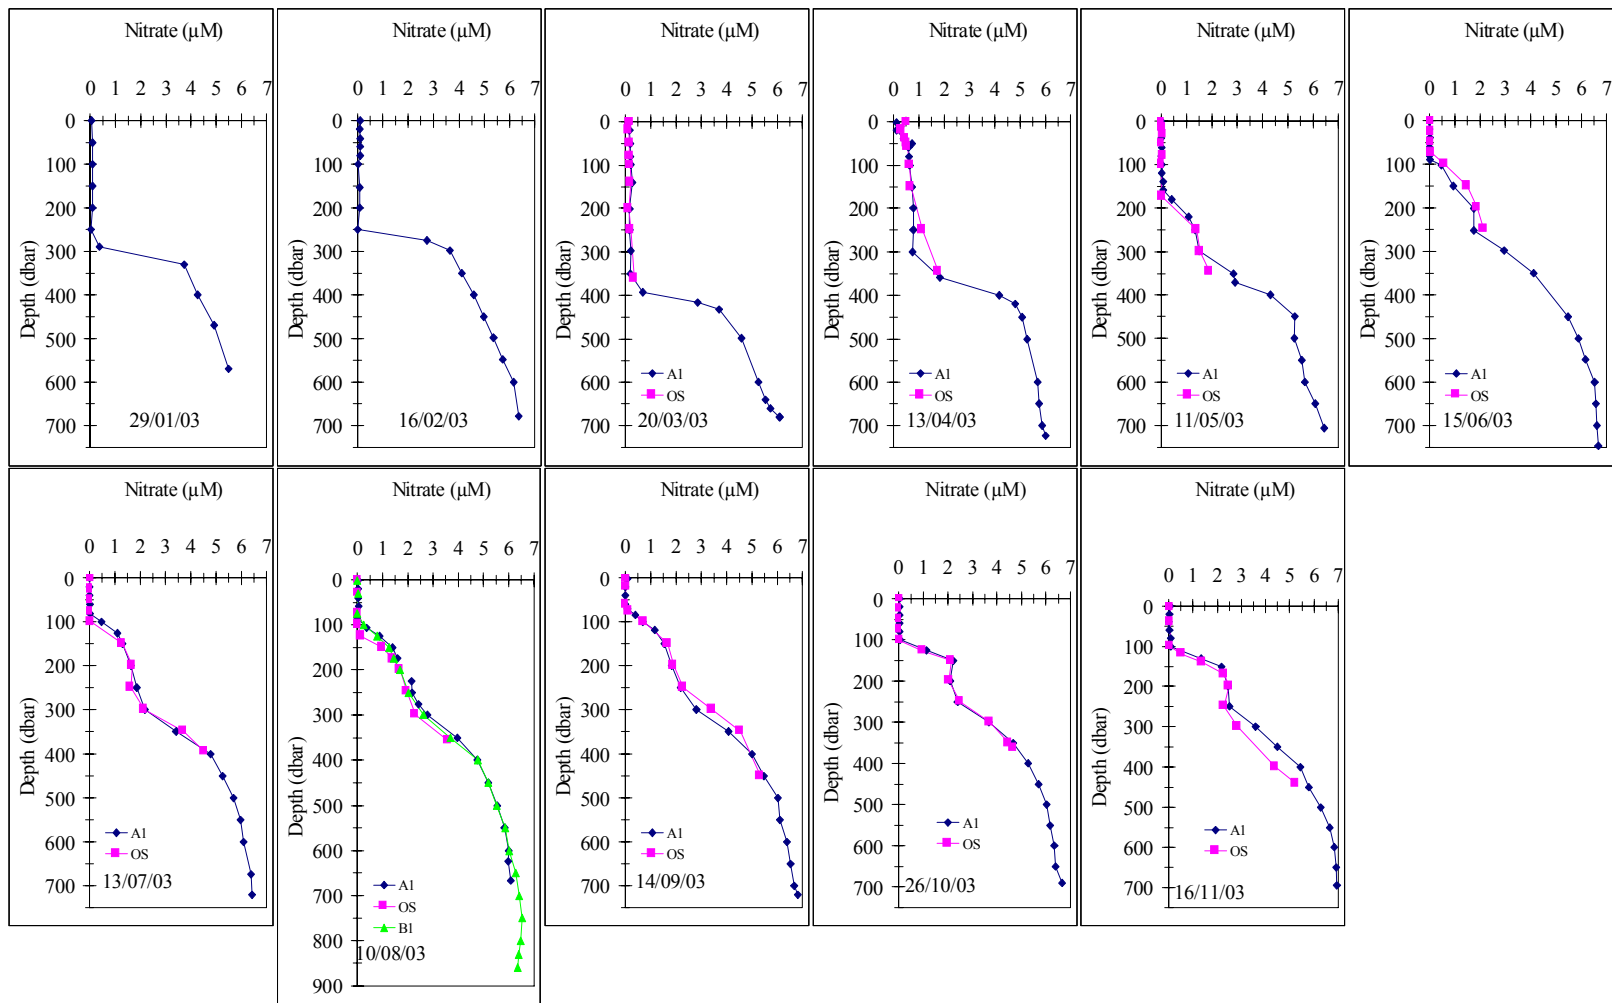 Nitrate (µM)
0 1 2 3 4 5 6 7
0
100
200
300
400
500
600
700
Depth (dbar)
29/01/03
Nitrate (µM)
0 1 2 3 4 5 6 7
0
100
200
300
400
500
600
700
Depth (dbar)
16/02/03
Nitrate (µM)
0 1 2 3 4 5 6 7
0
100
200
300
400
500
600
700
Depth (dbar)
A1
OS
20/03/03
Nitrate (µM)
0 1 2 3 4 5 6 7
0
100
200
300
400
500
600
700
Depth (dbar)
A1
OS
13/04/03
Nitrate (µM)
0 1 2 3 4 5 6 7
0
100
200
300
400
500
600
700
Depth (dbar)
A1
OS
11/05/03
Nitrate (µM)
0 1 2 3 4 5 6 7
0
100
200
300
400
500
600
700
Depth (dbar)
A1
OS
15/06/03
Nitrate (µM)
0 1 2 3 4 5 6 7
0
100
200
300
400
500
600
700
Depth (dbar)
A1
OS
13/07/03
Nitrate (µM)
0 1 2 3 4 5 6 7
0
100
200
300
400
500
600
700
800
900
Depth (dbar)
A1
OS
B1
10/08/03
Nitrate (µM)
0 1 2 3 4 5 6 7
0
100
200
300
400
500
600
700
Depth (dbar)
A1
OS
14/09/03
Nitrate (µM)
0 1 2 3 4 5 6 7
0
100
200
300
400
500
600
700
Depth (dbar)
A1
OS
26/10/03
Nitrate (µM)
0 1 2 3 4 5 6 7
0
100
200
300
400
500
600
700
Depth (dbar)
A1
OS
16/11/03